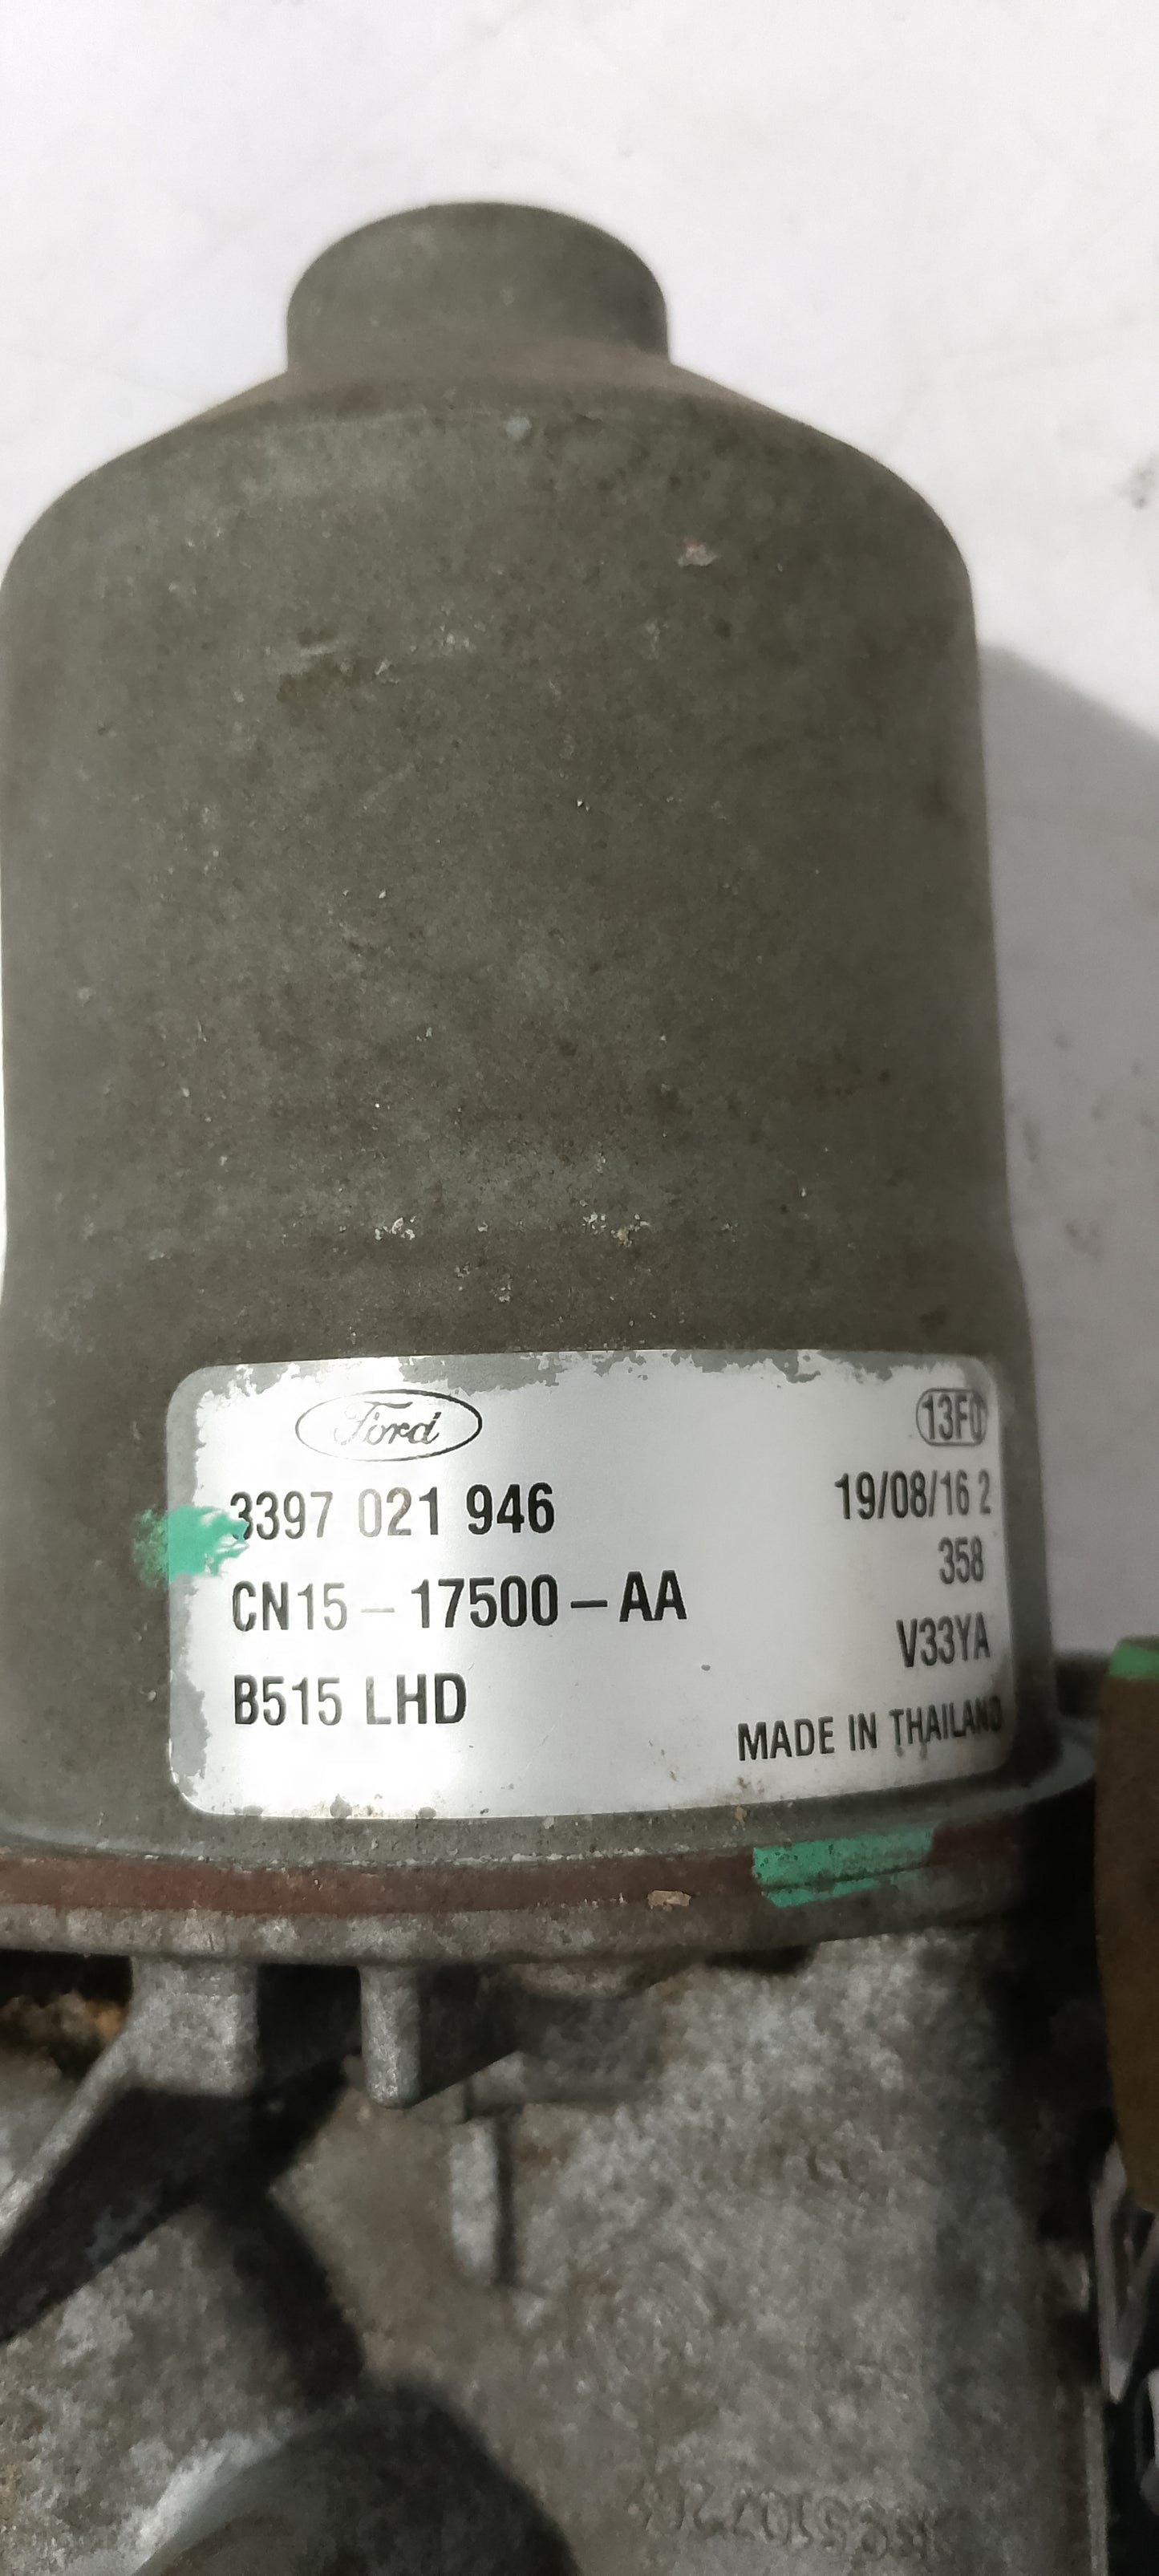 Ford
13F0
3397 021 946
19/08/16 2
358
CN15-17500-AA
V33YA
B515 LHD
MADE IN THAILAND